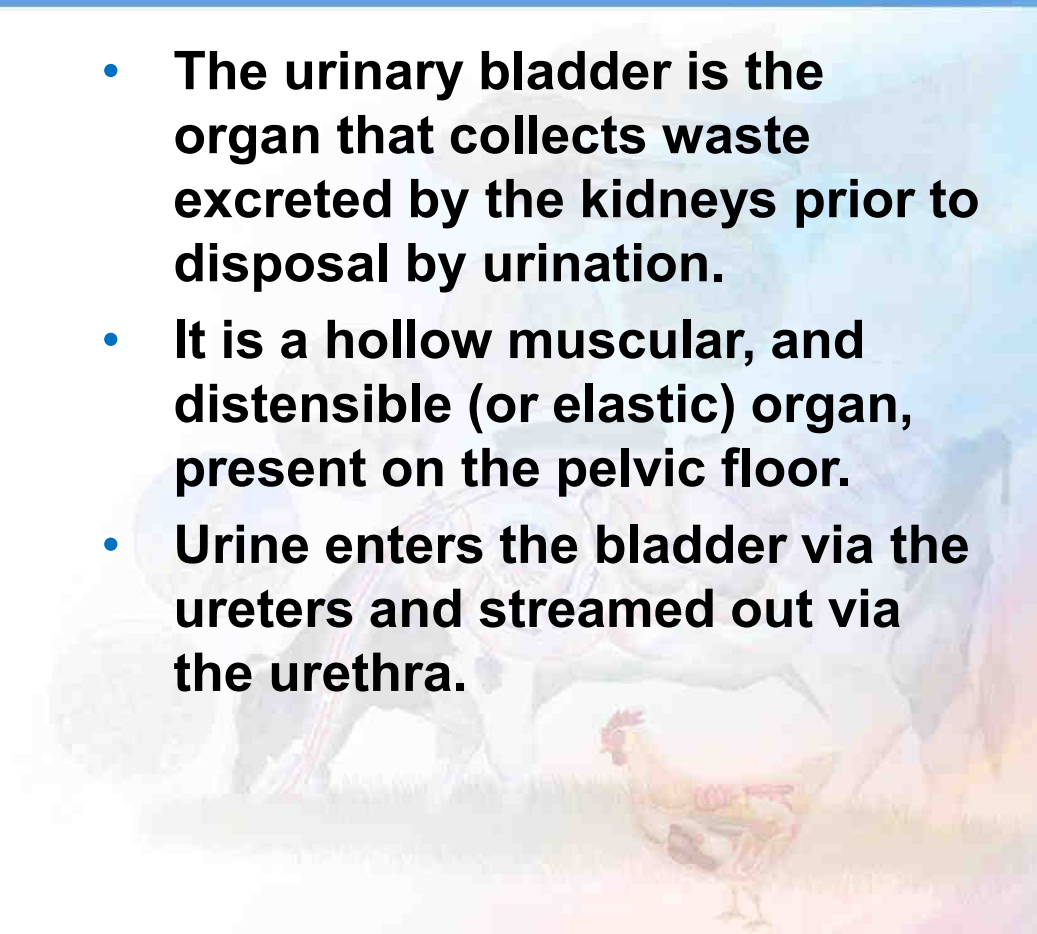 • The urinary bladder is the
organ that collects waste
excreted by the kidneys prior to
disposal by urination.
• It is a hollow muscular, and
distensible (or elastic) organ,
present on the pelvic floor.
• Urine enters the bladder via the
ureters and streamed out via
the urethra.